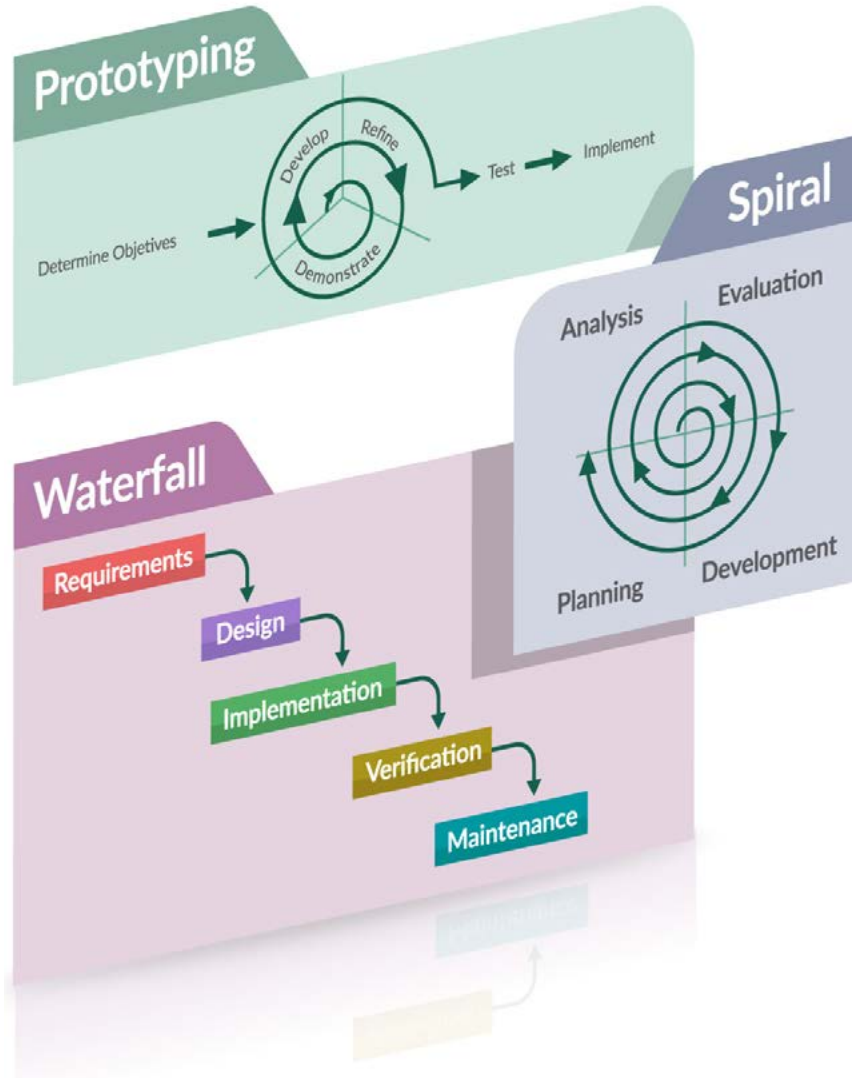 Prototyping
Develop
Refine
Test
Implement
Determine Objetives
Demonstrate
Spiral
Analysis
Evaluation
Planning
Development
Waterfall
Requirements
Design
Implementation
Verification
Maintenance